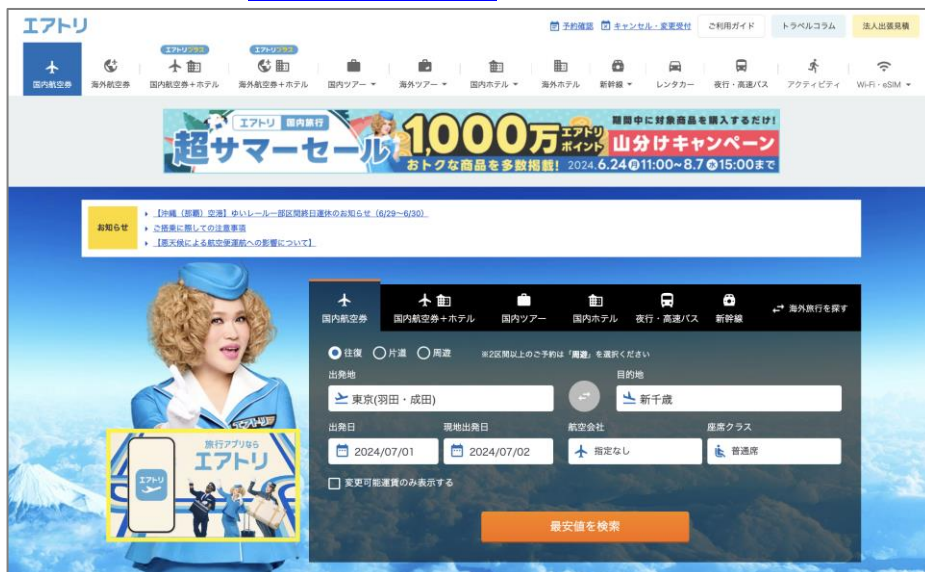 エアトリ
予約確認 キャンセル・変更受付 ご利用ガイド トラベルコラム 法人出張見積
エアトリプラス エアトリプラス
国内航空券 海外航空券 国内航空券+ホテル 海外航空券+ホテル 国内ツアー 海外ツアー 国内ホテル 海外ホテル 新幹線 レンタカー 夜行・高速バス アクティビティ Wi-Fi・eSIM
エアトリ 国内旅行
超サマーセール
1000万エアトリポイント
おトクな商品を多数掲載!
期間中に対象商品を購入するだけ!
山分けキャンペーン
2024.6.24月11:00~8.7水15:00まで
お知らせ
【沖縄(那覇)空港】ゆいレール一部区間終日運休のお知らせ(6/29~6/30)
ご搭乗に際しての注意事項
【悪天候による航空便運航への影響について】
国内航空券 国内航空券+ホテル 国内ツアー 国内ホテル 夜行・高速バス 新幹線 海外旅行を探す
往復 片道 周遊 ※2区間以上のご予約は「周遊」を選択ください
出発地 目的地
東京(羽田・成田) 新千歳
出発日 現地出発日 航空会社 座席クラス
2024/07/01 2024/07/02 指定なし 普通席
変更可能運賃のみ表示する
最安値を検索
エアトリ
旅行アプリなら
エアトリ
エアトリ